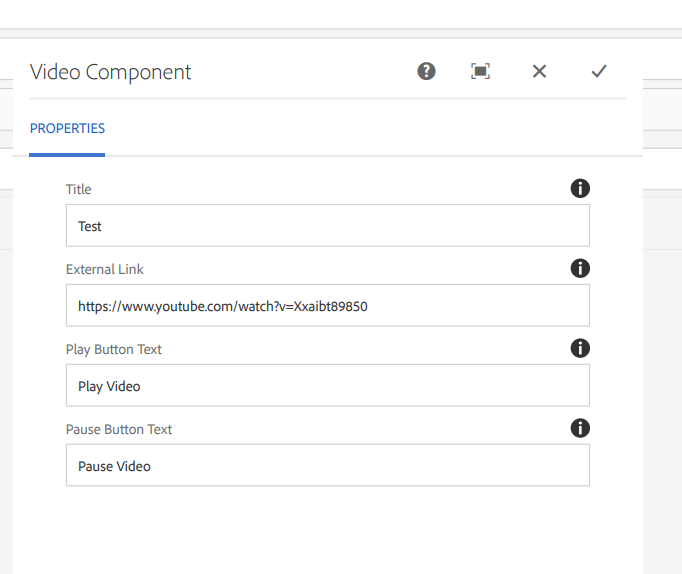 Video Component
PROPERTIES
Title
Test
External Link
https://www.youtube.com/watch?v=Xxaibt89850
Play Button Text
Play Video
Pause Button Text
Pause Video